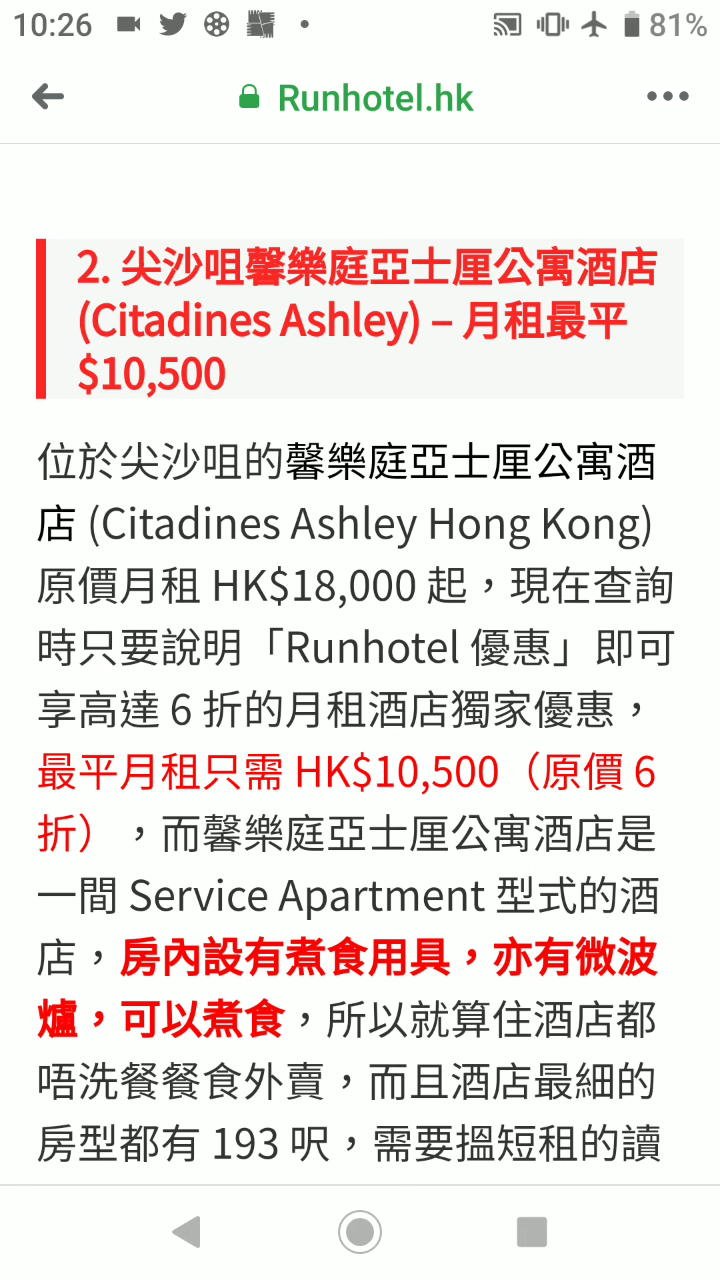 10:26
81%
Runhotel.hk
2. 尖沙咀馨樂庭亞士厘公寓酒店
(Citadines Ashley) – 月租最平
$10,500
位於尖沙咀的馨樂庭亞士厘公寓酒
店 (Citadines Ashley Hong Kong)
原價月租 HK$18,000 起，現在查詢
時只要說明「Runhotel 優惠」即可
享高達 6 折的月租酒店獨家優惠，
最平月租只需 HK$10,500（原價 6
折），而馨樂庭亞士厘公寓酒店是
一間 Service Apartment 型式的酒
店，房內設有煮食用具，亦有微波
爐，可以煮食，所以就算住酒店都
唔洗餐餐食外賣，而且酒店最細的
房型都有 193 呎，需要搵短租的讀